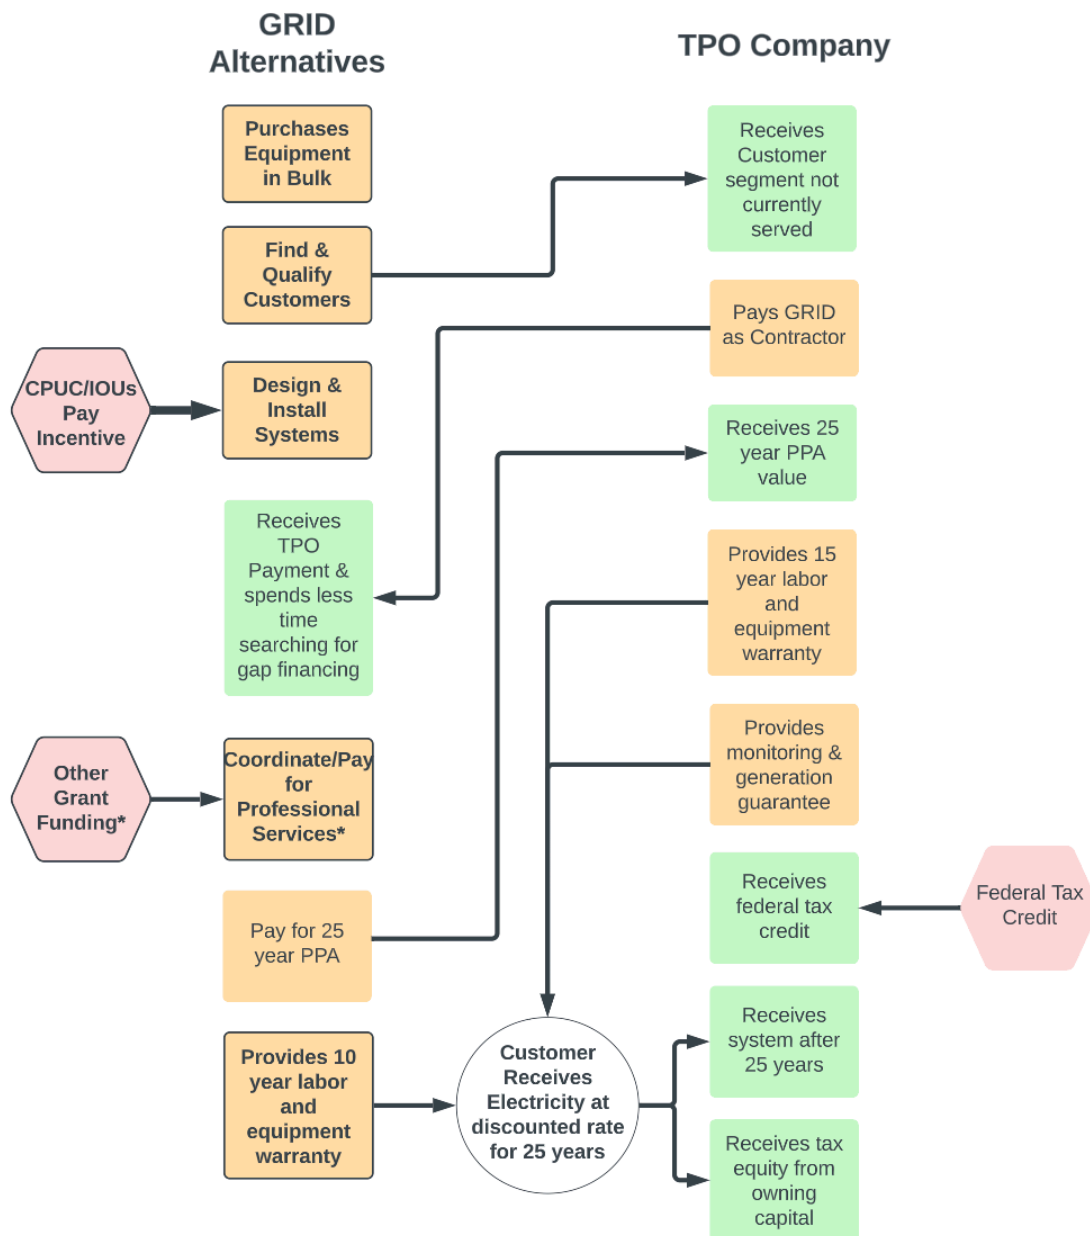 GRID
Alternatives
TPO Company
Purchases
Equipment
in Bulk
Find &
Qualify
Customers
CPUC/IOUs
Pay
Incentive
Design &
Install
Systems
Receives
TPO
Payment &
spends less
time
searching for
gap financing
Other
Grant
Funding*
Coordinate/Pay
for
Professional
Services*
Pay for 25
year PPA
Provides 10
year labor
and
equipment
warranty
Customer
Receives
Electricity at
discounted rate
for 25 years
Receives
Customer
segment not
currently
served
Pays GRID
as Contractor
Receives 25
year PPA
value
Provides 15
year labor
and
equipment
warranty
Provides
monitoring &
generation
guarantee
Receives
federal tax
credit
Federal Tax
Credit
Receives
system after
25 years
Receives tax
equity from
owning
capital